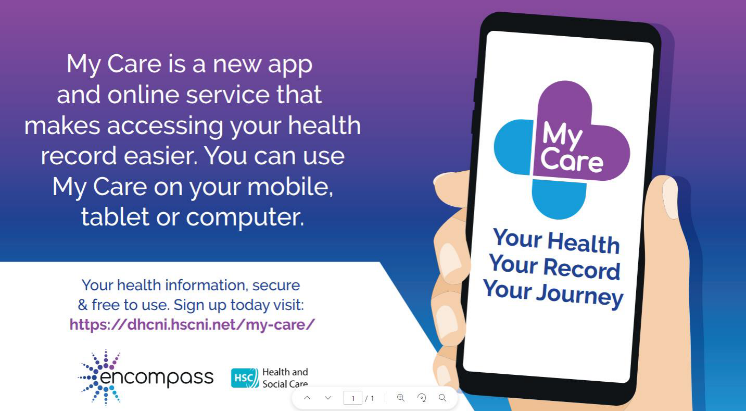 My Care is a new app
and online service that
makes accessing your health
record easier. You can use
My Care on your mobile,
tablet or computer.
Your health information, secure
& free to use. Sign up today visit:
https://dhcni.hscni.net/my-care/
encompass
HSC Health and
Social Care
My
Care
Your Health
Your Record
Your Journey
1 / 1